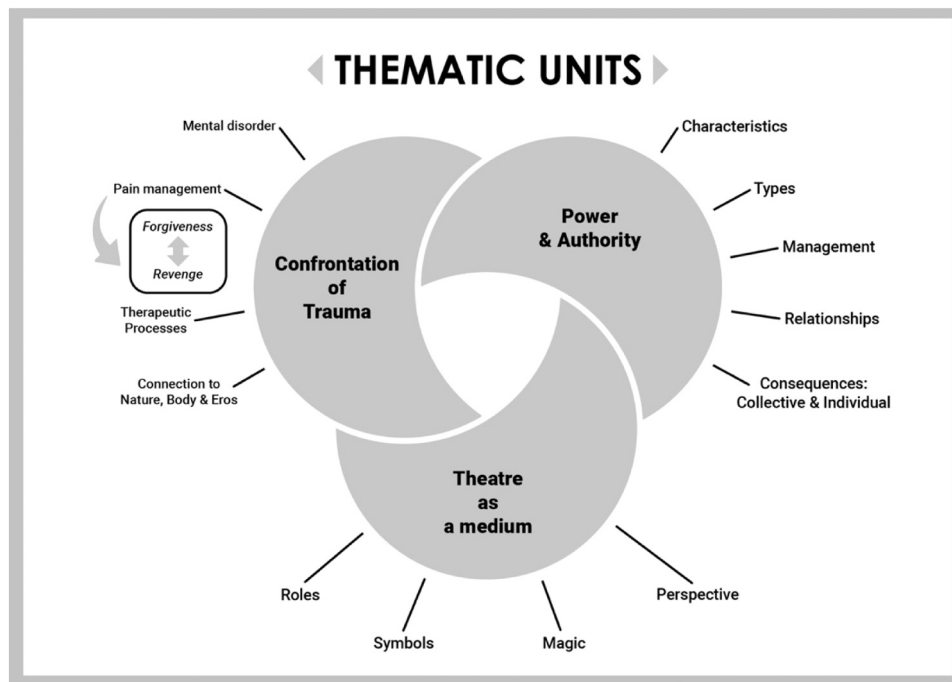 THEMATIC UNITS
Mental disorder
Pain management
Forgiveness
Revenge
Therapeutic
Processes
Connection to
Nature, Body & Eros
Confrontation
of
Trauma
Power
& Authority
Characteristics
Types
Management
Relationships
Consequences:
Collective & Individual
Theatre
as
a medium
Roles
Symbols
Magic
Perspective